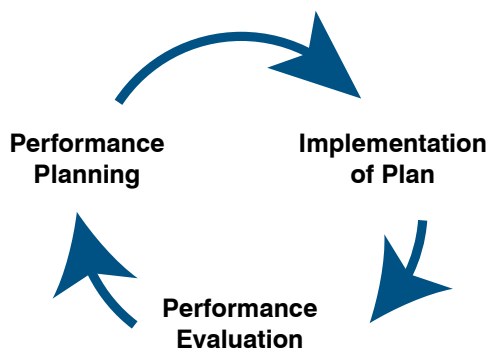 Performance
Planning
Implementation
of Plan
Performance
Evaluation